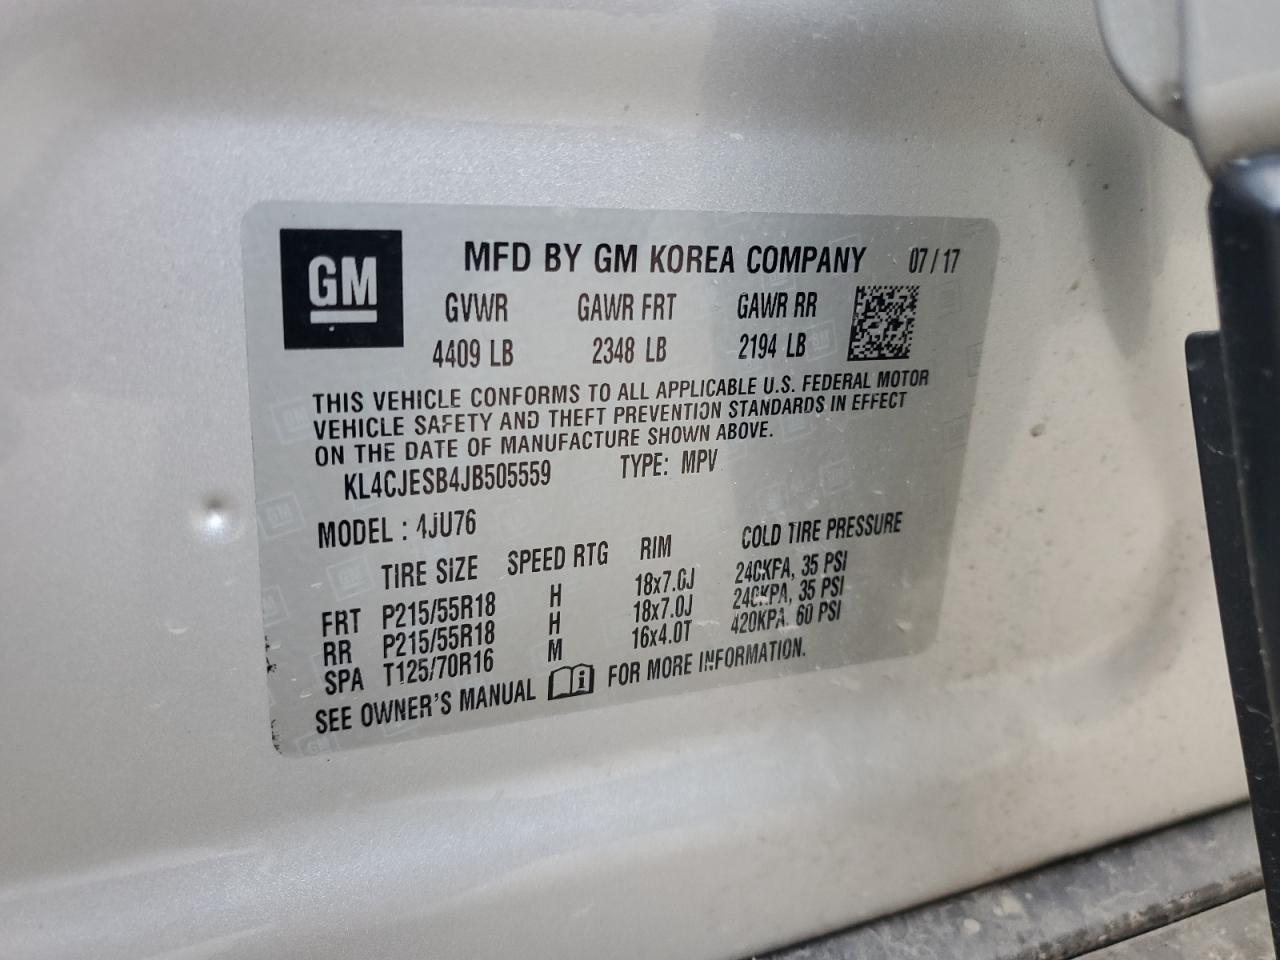 GM
MFD BY GM KOREA COMPANY 07/17
GVWR GAWR FRT GAWR RR
4409 LB 2348 LB 2194 LB
THIS VEHICLE CONFORMS TO ALL APPLICABLE U.S. FEDERAL MOTOR
VEHICLE SAFETY AND THEFT PREVENTION STANDARDS IN EFFECT
ON THE DATE OF MANUFACTURE SHOWN ABOVE.
KL4CJESB4JB505559 TYPE: MPV
MODEL : 4JU76
TIRE SIZE SPEED RTG RIM COLD TIRE PRESSURE
FRT P215/55R18 H 18x7.0J 240KPA, 35 PSI
RR P215/55R18 H 18x7.0J 240KPA, 35 PSI
SPA T125/70R16 M 16x4.0T 420KPA, 60 PSI
SEE OWNER'S MANUAL FOR MORE INFORMATION.